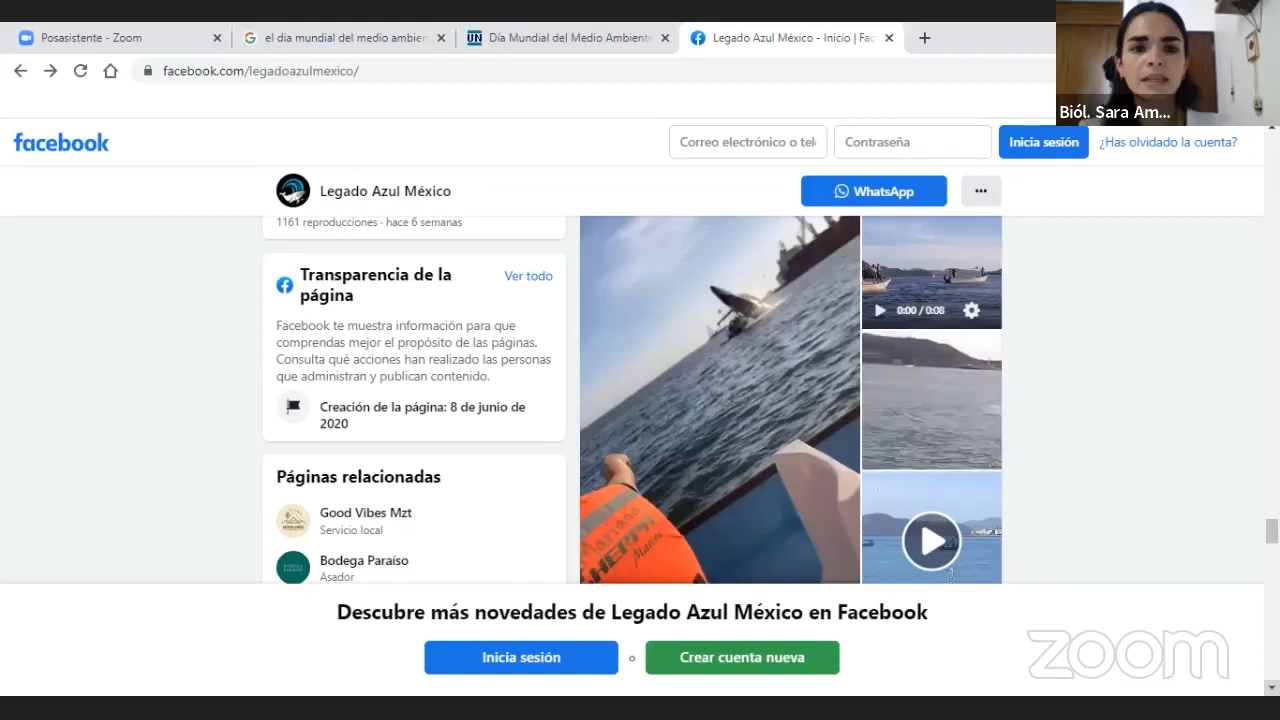 Posasistente - Zoom
el dia mundial del medio ambien
Día Mundial del Medio Ambiente
Legado Azul México - Inicio | Fac
facebook.com/legadoazulmexico/
Biól. Sara Am...
facebook
Correo electrónico o tel
Contraseña
Inicia sesión
¿Has olvidado la cuenta?
Legado Azul México
WhatsApp
1161 reproducciones · hace 6 semanas
Transparencia de la
página
Ver todo
Facebook te muestra información para que
comprendas mejor el propósito de las páginas.
Consulta qué acciones han realizado las personas
que administran y publican contenido.
Creación de la página: 8 de junio de
2020
Páginas relacionadas
Good Vibes Mzt
Servicio local
Bodega Paraíso
Asador
0:00 / 0:08
Mariano
Descubre más novedades de Legado Azul México en Facebook
Inicia sesión
o
Crear cuenta nueva
zoom